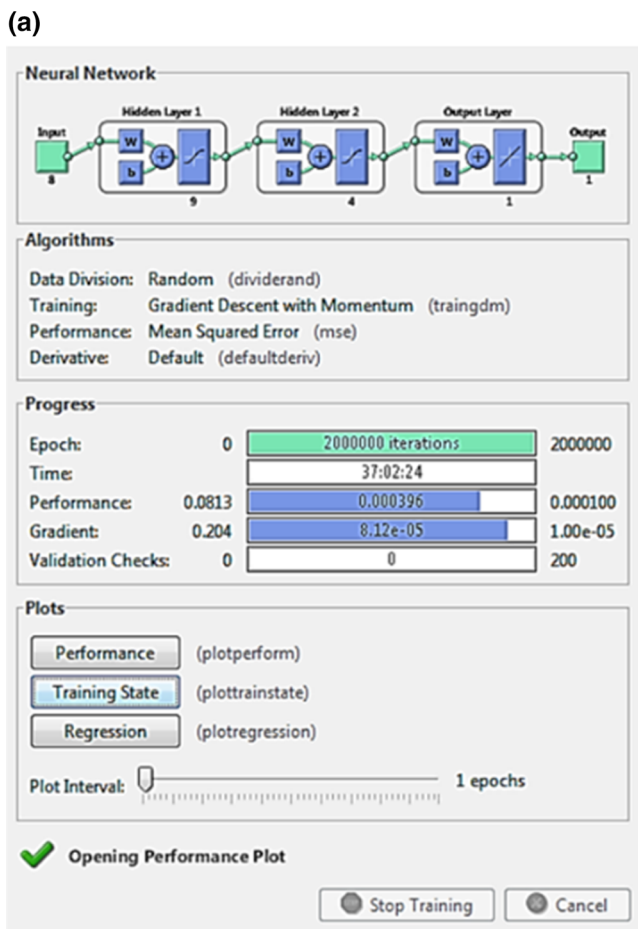 (a)
Neural Network
Hidden Layer 1 Hidden Layer 2 Output Layer
Input Output
W W W
b b b
8 9 4 1 1
Algorithms
Data Division: Random (dividerand)
Training: Gradient Descent with Momentum (traingdm)
Performance: Mean Squared Error (mse)
Derivative: Default (defaultderiv)
Progress
Epoch: 0 2000000 iterations 2000000
Time: 37:02:24
Performance: 0.0813 0.000396 0.000100
Gradient: 0.204 8.12e-05 1.00e-05
Validation Checks: 0 0 200
Plots
Performance (plotperform)
Training State (plottrainstate)
Regression (plotregression)
Plot Interval: 1 epochs
Opening Performance Plot
Stop Training Cancel